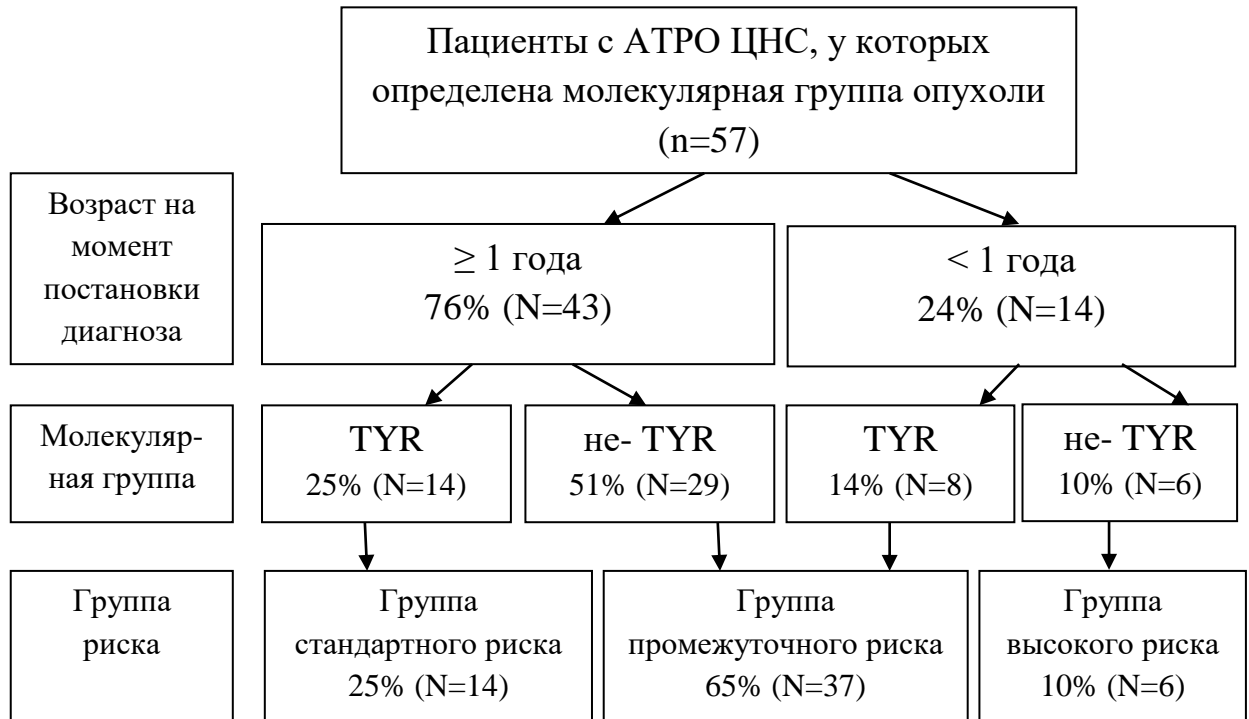 Пациенты с АТРО ЦНС, у которых
определена молекулярная группа опухоли
(n=57)
Возраст на
момент
постановки
диагноза
≥ 1 года
76% (N=43)
< 1 года
24% (N=14)
Молекуляр-
ная группа
TYR
25% (N=14)
не- TYR
51% (N=29)
TYR
14% (N=8)
не- TYR
10% (N=6)
Группа
риска
Группа
стандартного риска
25% (N=14)
Группа
промежуточного риска
65% (N=37)
Группа
высокого риска
10% (N=6)